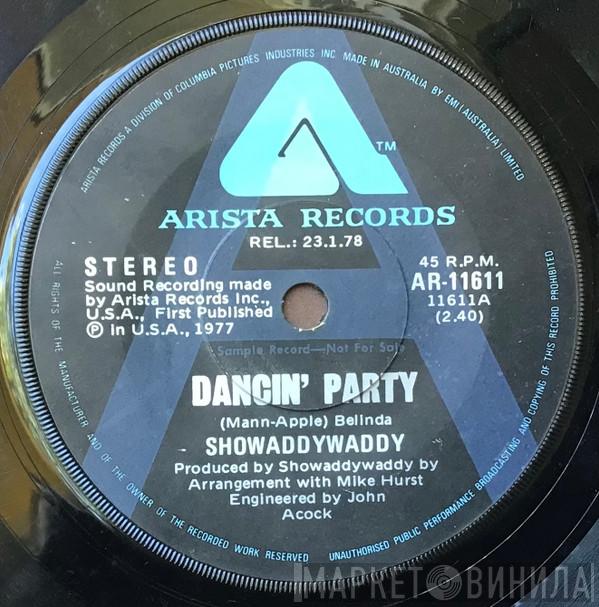 ARISTA RECORDS A DIVISION OF COLUMBIA PICTURES INDUSTRIES INC. MADE IN AUSTRALIA BY EMI (AUSTRALIA) LIMITED
TM
ARISTA RECORDS
REL.: 23.1.78
STEREO
Sound Recording made
by Arista Records Inc.,
U.S.A., First Published
Ⓟ in U.S.A., 1977
45 R.P.M.
AR-11611
11611A
(2.40)
Sample Record—Not For Sale
DANCIN' PARTY
(Mann-Apple) Belinda
SHOWADDYWADDY
Produced by Showaddywaddy by
Arrangement with Mike Hurst
Engineered by John
Acock
ALL RIGHTS OF THE MANUFACTURER AND OF THE OWNER OF THE RECORDED WORK RESERVED UNAUTHORISED PUBLIC PERFORMANCE BROADCASTING AND COPYING OF THIS RECORD PROHIBITED
МАРКЕТ ВИНИЛА